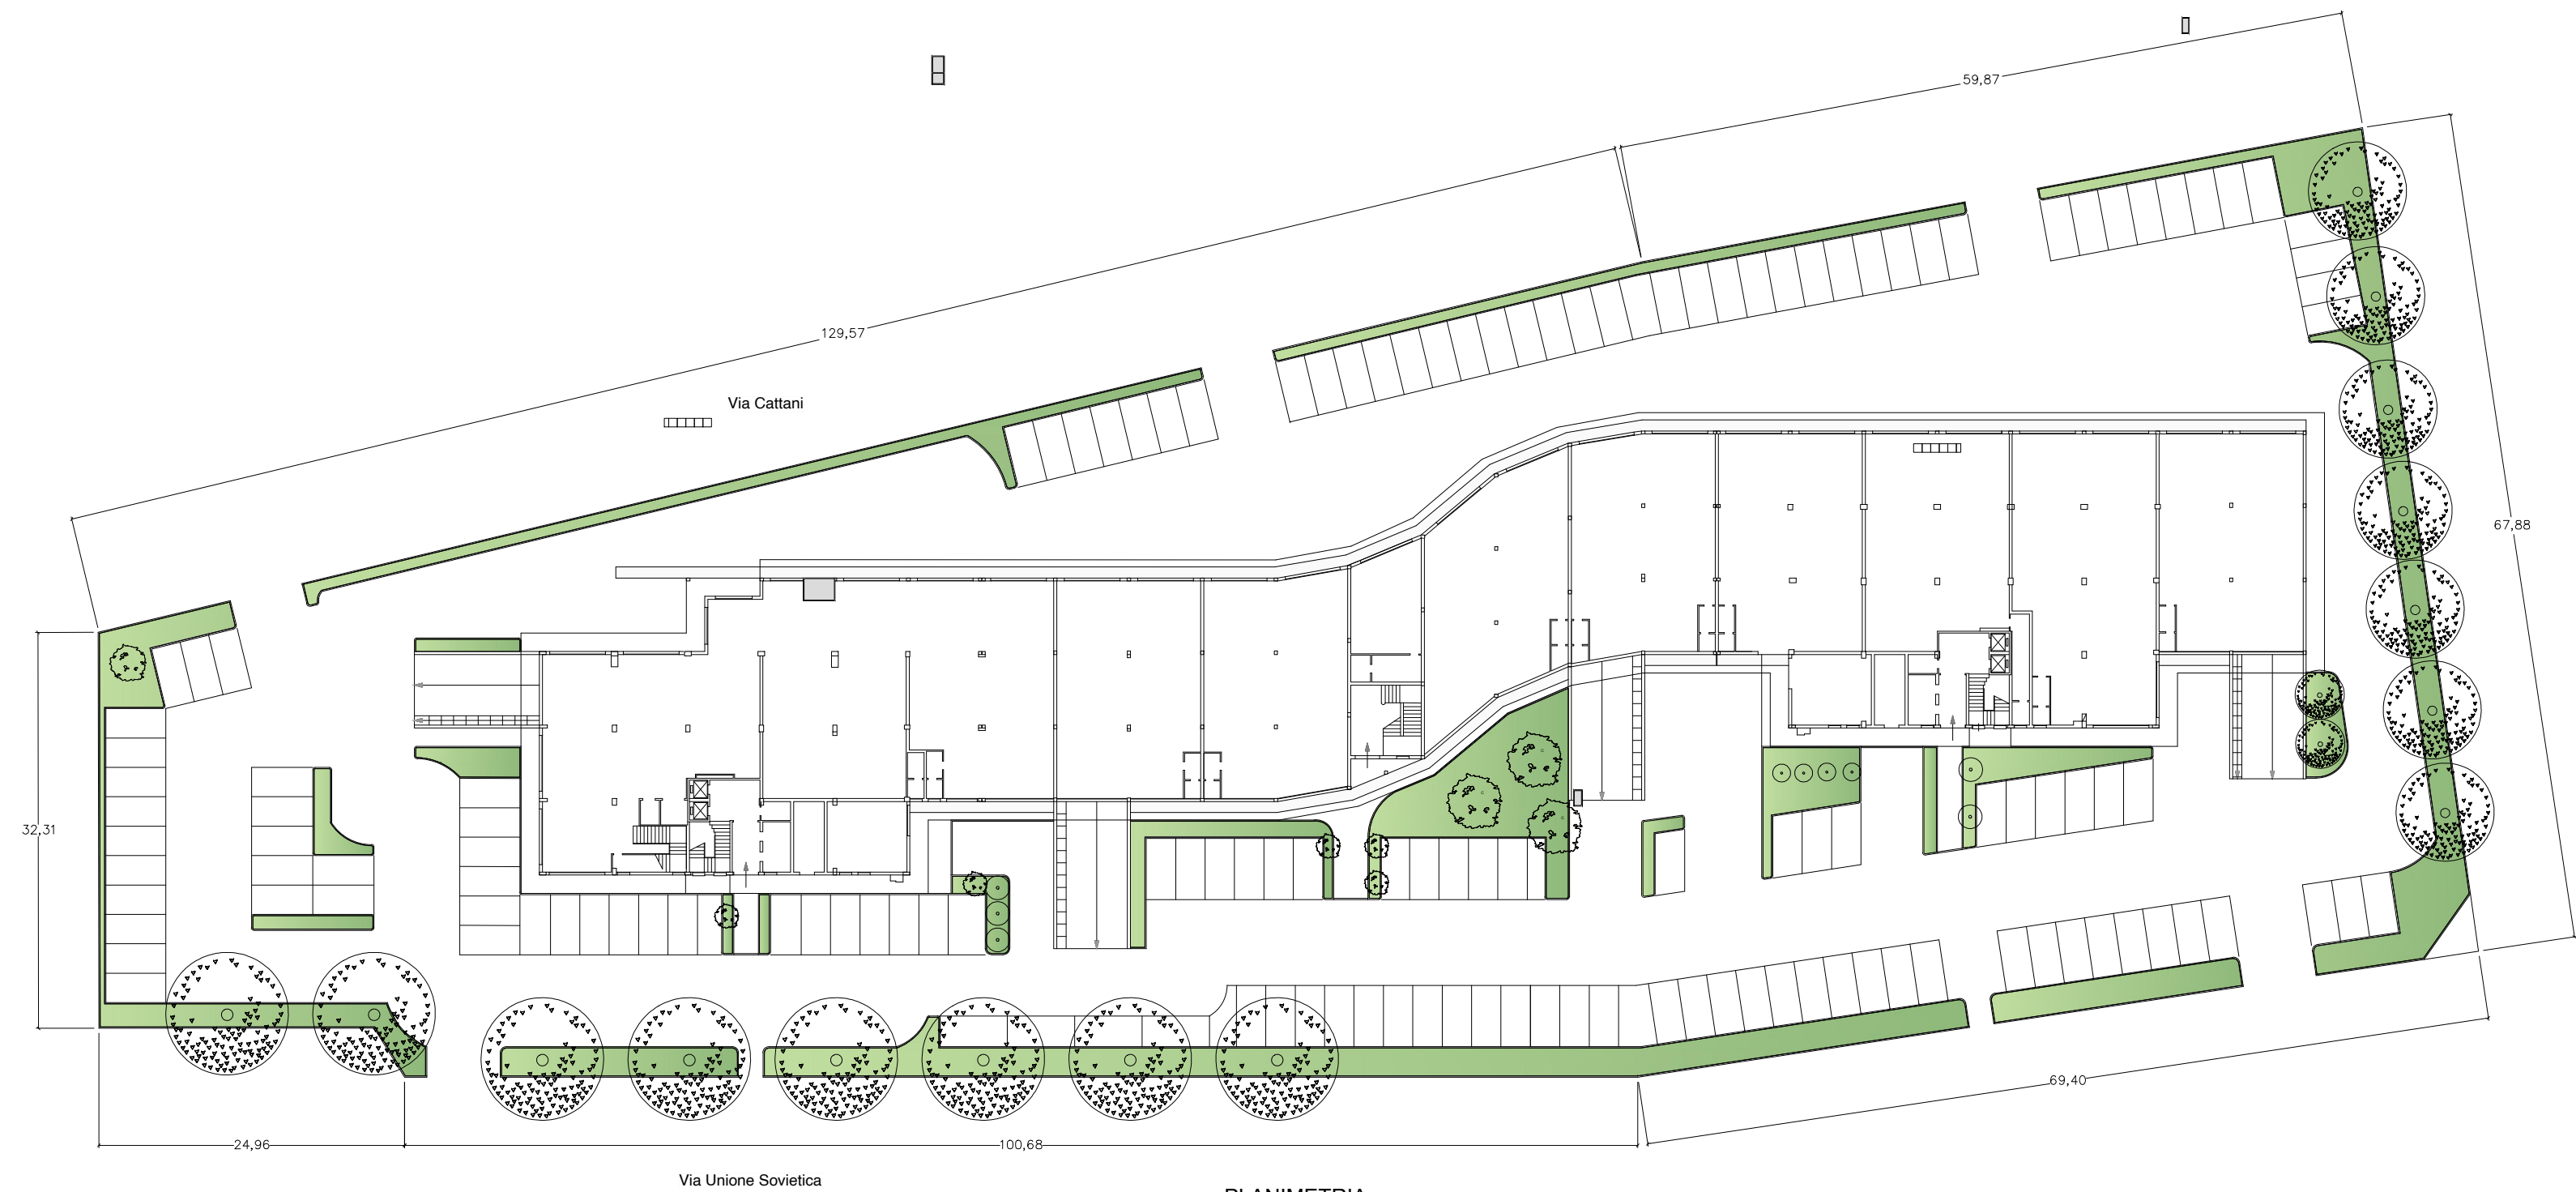 59,87
129,57
Via Cattani
67,88
32,31
69,40
24,96
100,68
Via Unione Sovietica
PLANIMETRIA